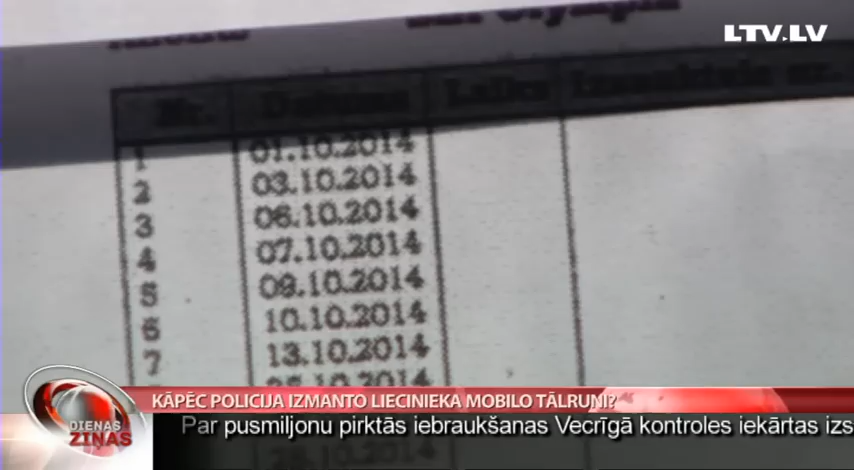 LTV.LV
Nr. Datums Laiks
1 01.10.2014
2 03.10.2014
3 06.10.2014
4 07.10.2014
5 09.10.2014
6 10.10.2014
7 13.10.2014
KĀPĒC POLICIJA IZMANTO LIECINIEKA MOBILO TĀLRUNI?
DIENAS
ZIŅAS
Par pusmiljonu pirktās iebraukšanas Vecrīgā kontroles iekārtas izs